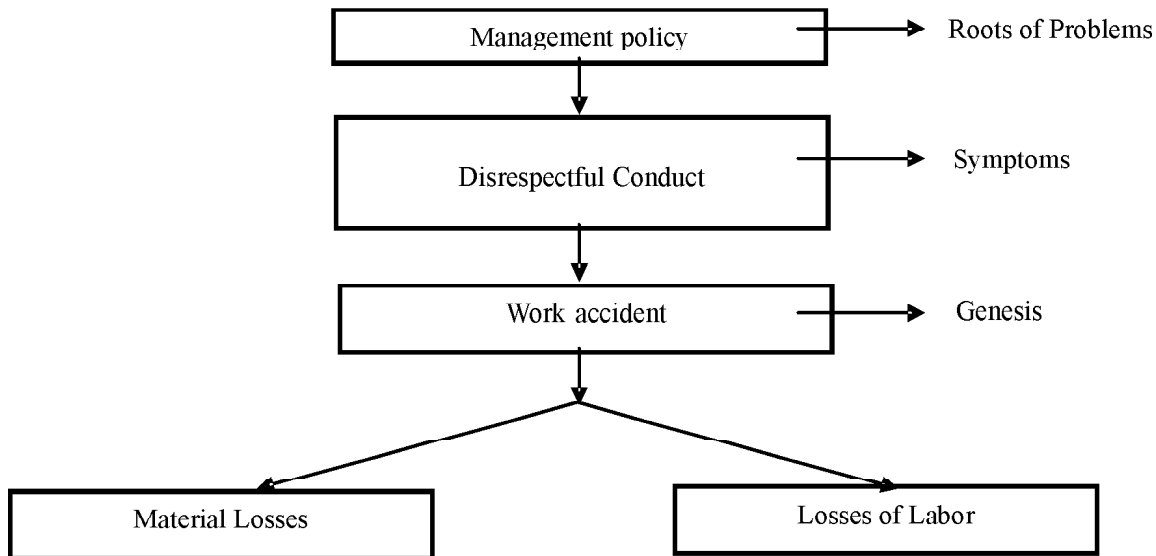 Management policy
Roots of Problems
Disrespectful Conduct
Symptoms
Work accident
Genesis
Material Losses
Losses of Labor